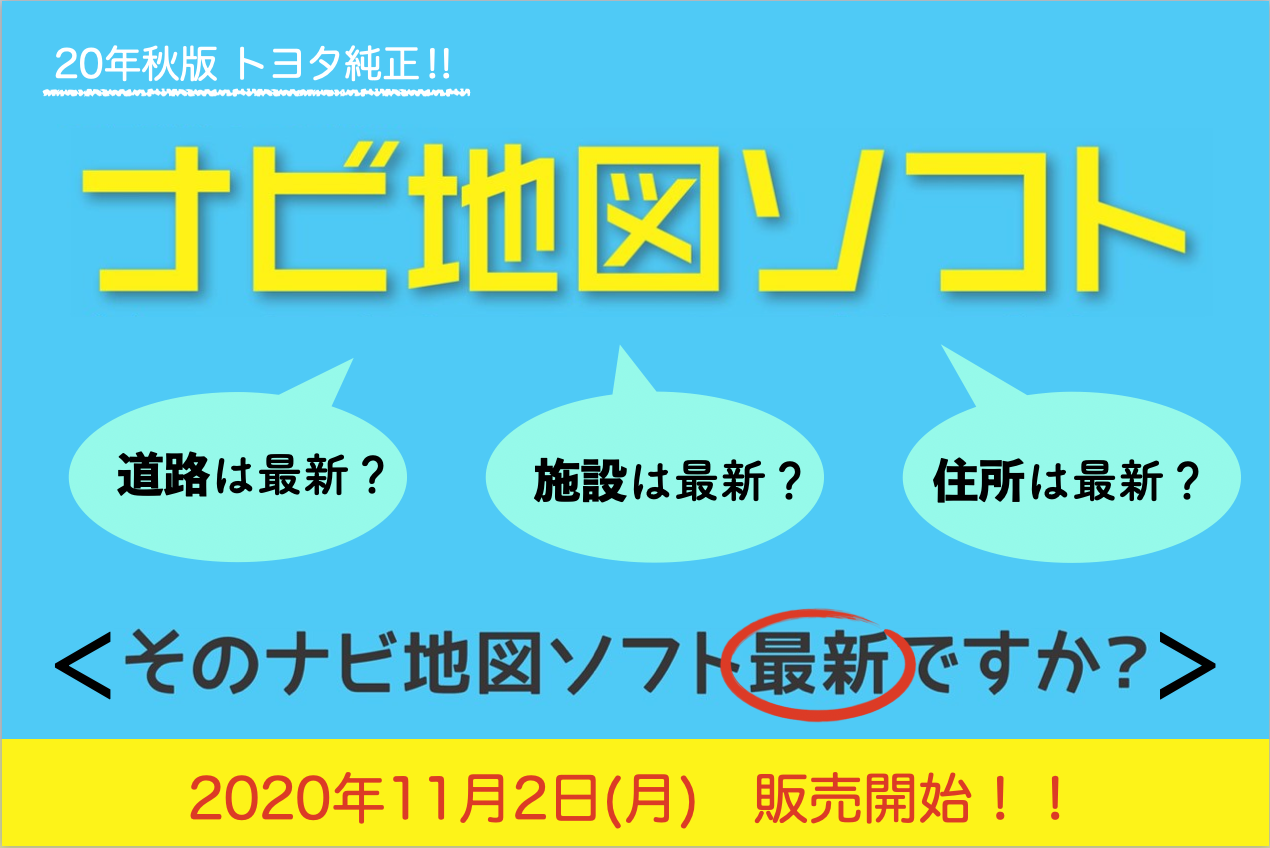 20年秋版 トヨタ純正!!
ナビ地図ソフト
道路は最新？
施設は最新？
住所は最新？
＜そのナビ地図ソフト最新ですか?＞
2020年11月2日(月)　販売開始！！